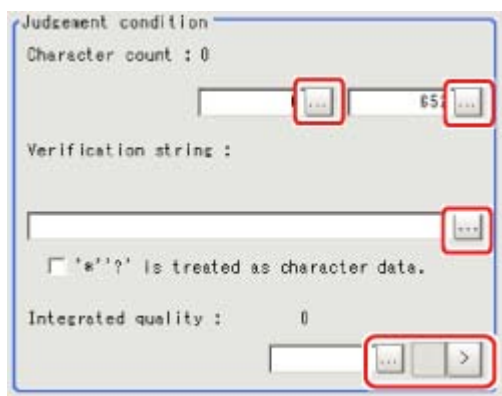 Judgement condition
Character count : 0
... ...
Verification string :
...
'*''?' is treated as character data.
Integrated quality : 0
... >